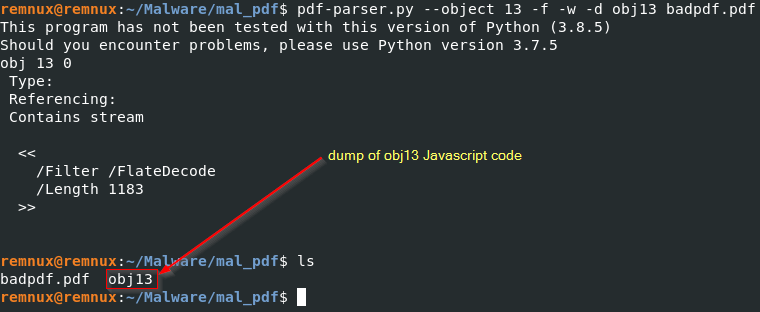 remnux@remnux:~/Malware/mal_pdf$ pdf-parser.py --object 13 -f -w -d obj13 badpdf.pdf
This program has not been tested with this version of Python (3.8.5)
Should you encounter problems, please use Python version 3.7.5
obj 13 0
Type:
Referencing:
Contains stream
<<
/Filter /FlateDecode
/Length 1183
>>
dump of obj13 Javascript code
remnux@remnux:~/Malware/mal_pdf$ ls
badpdf.pdf obj13
remnux@remnux:~/Malware/mal_pdf$